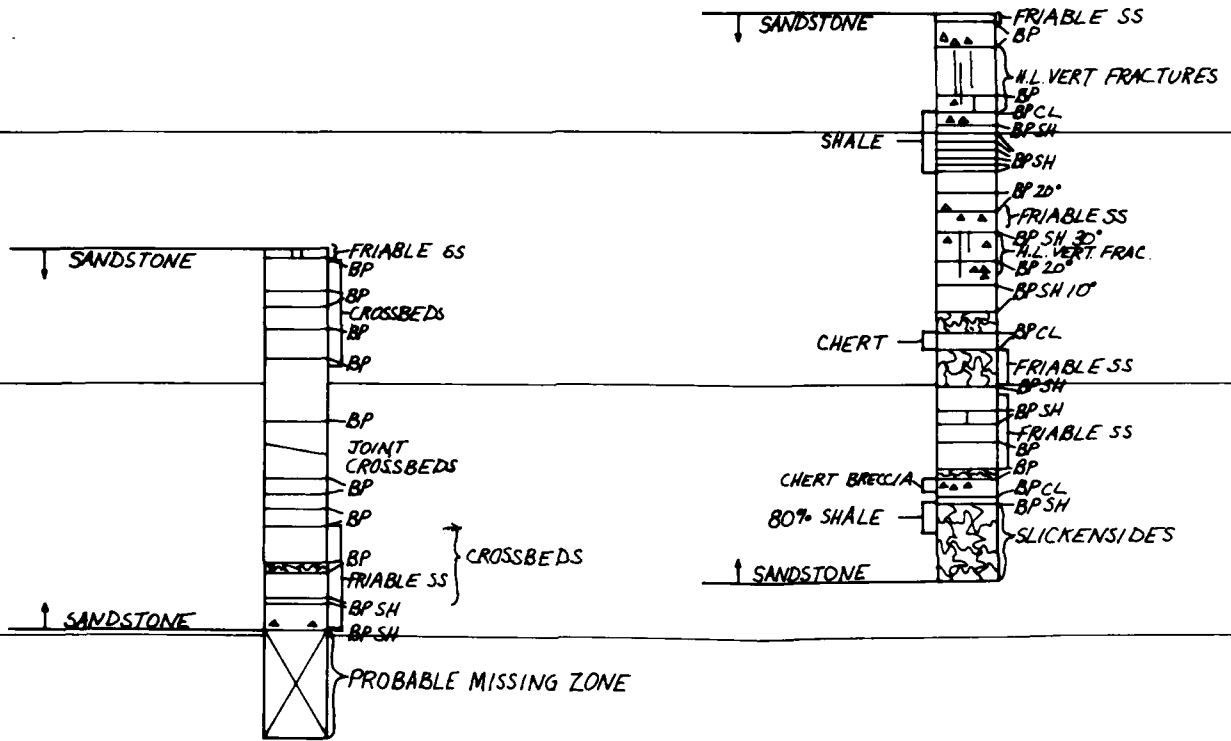 SANDSTONE
FRIABLE 6S
BP
BP
CROSSBEDS
BP
BP
BP
JOINT
CROSSBEDS
BP
BP
BP
CROSSBEDS
FRIABLE SS
BP SH
SANDSTONE
BP SH
PROBABLE MISSING ZONE
SANDSTONE
FRIABLE SS
BP
H.L. VERT FRACTURES
BP
BP CL
BP SH
SHALE
BP SH
BP 20°
FRIABLE SS
BP SH 30°
H.L. VERT. FRAC.
BP 20°
BP SH 10°
BP CL
CHERT
FRIABLE SS
BP SH
BP SH
FRIABLE SS
BP
BP
CHERT BRECCIA
BP CL
BP SH
80% SHALE
SLICKENSIDES
SANDSTONE